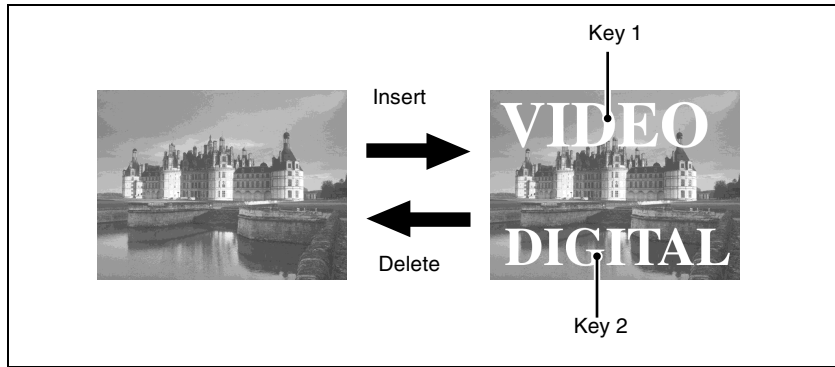 Key 1
Insert
VIDEO
Delete
DIGITAL
Key 2